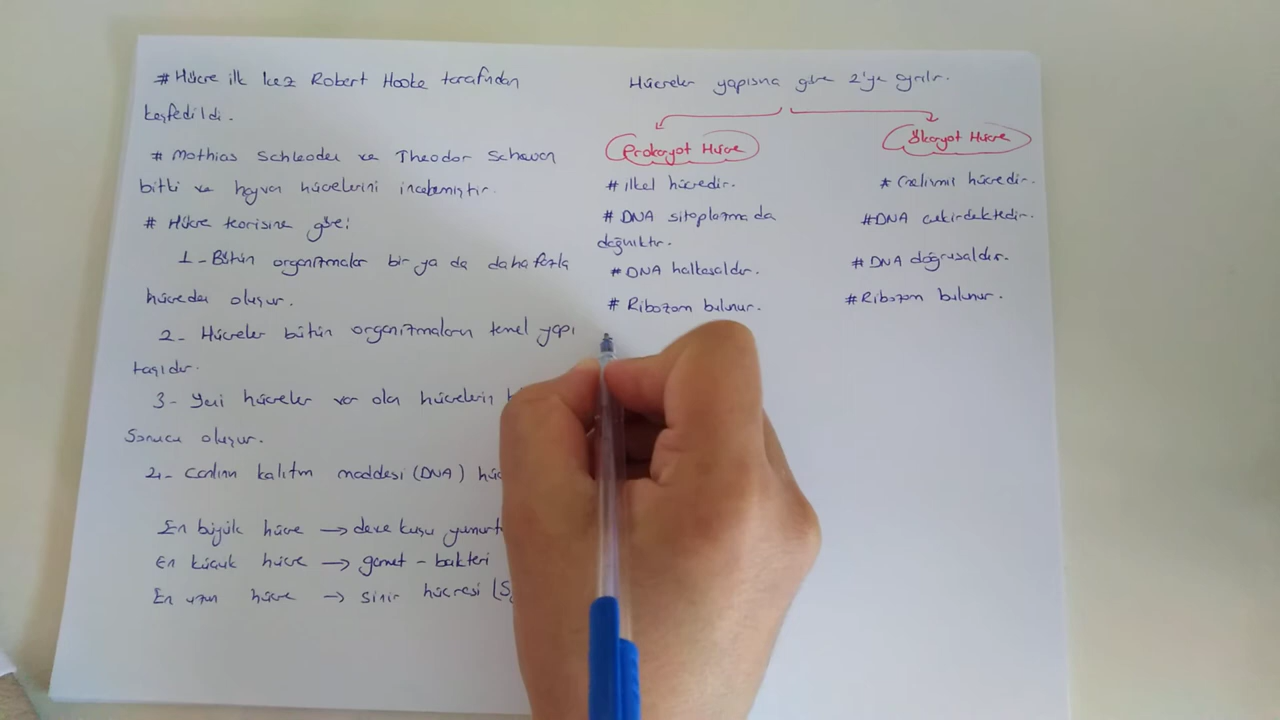 # Hücre ilk kez Robert Hooke tarafından
keşfedildi.
# Mathias Schleiden ve Theodor Schwan
bitki ve hayvan hücrelerini incelemiştir.
# Hücre teorisine göre;
1- Bütün organizmalar bir ya da daha fazla
hücreden oluşur.
2- Hücreler bütün organizmaların temel yapı
taşıdır.
3- Yeni hücreler var olan hücrelerin
Sonucu oluşur.
4- Canlının kalıtım maddesi (DNA)
En büyük hücre → deve kuşu
En küçük hücre → gamet - bakteri
En uzun hücre → sinir hücresi
Hücreler yapısına göre 2'ye ayrılır.
Prokaryot Hücre
# ilkel hücredir.
# DNA sitoplazma da
dağınıktır.
# DNA halkasaldır.
# Ribozom bulunur.
Ökaryot Hücre
* Gelişmiş hücredir.
# DNA çekirdektedir.
# DNA doğrusaldır.
# Ribozom bulunur.